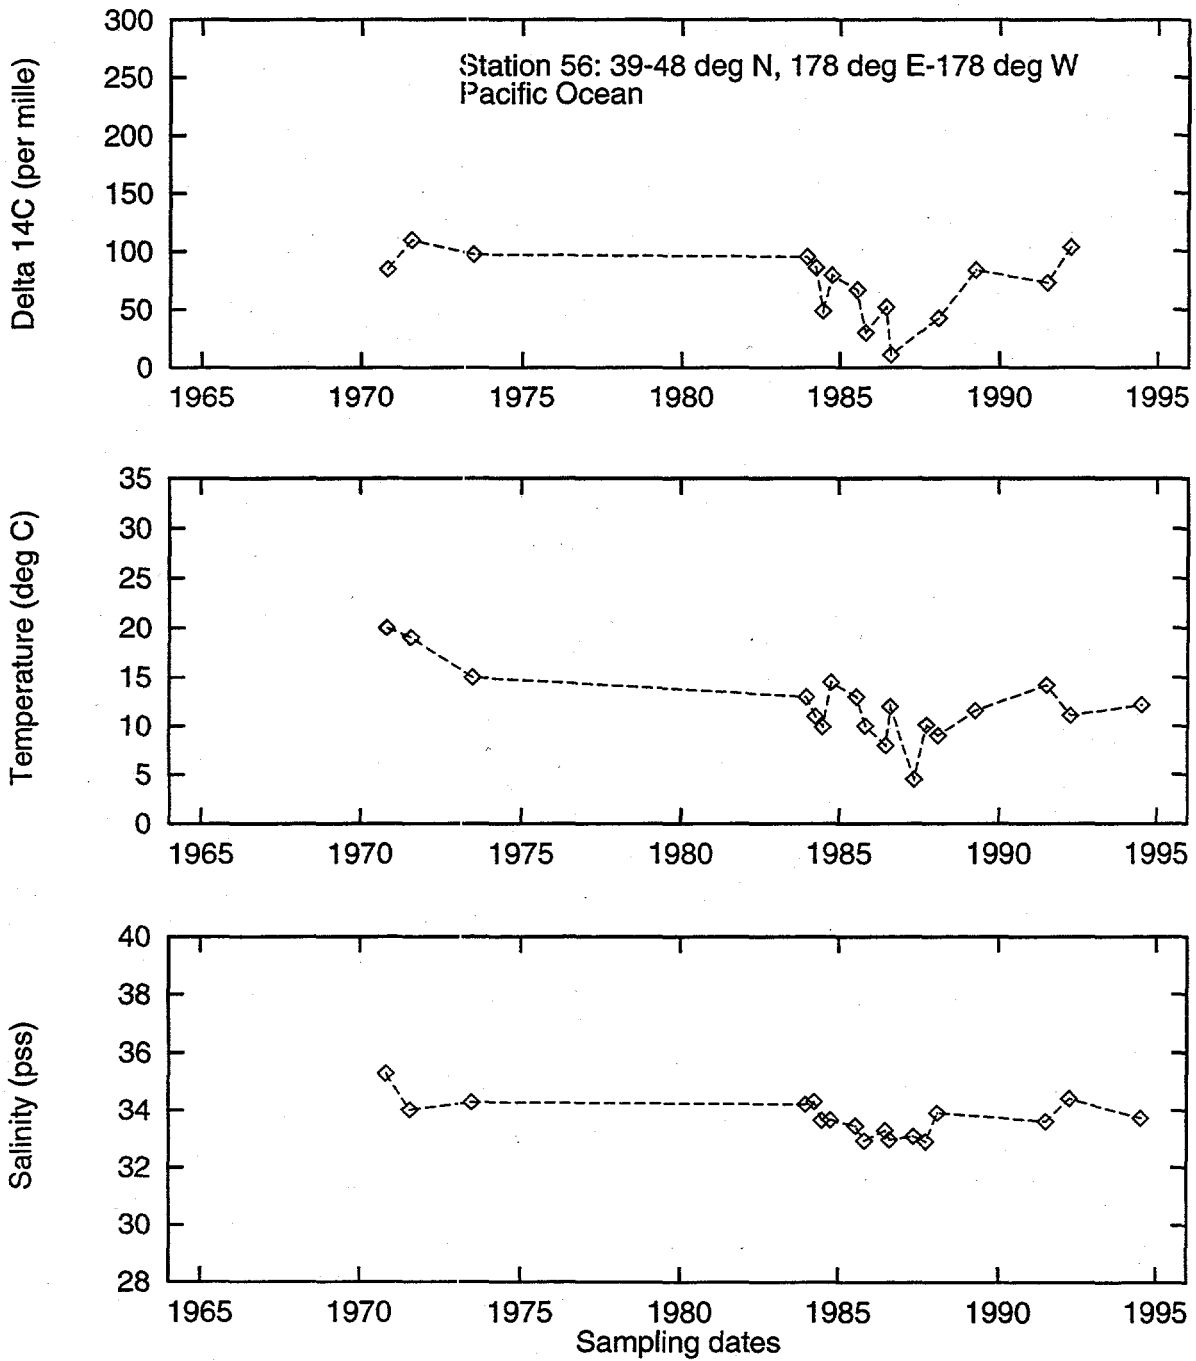 Station 56: 39-48 deg N, 178 deg E-178 deg W
Pacific Ocean
Delta 14C (per mille)
300
250
200
150
100
50
0
1965 1970 1975 1980 1985 1990 1995
Temperature (deg C)
35
30
25
20
15
10
5
0
1965 1970 1975 1980 1985 1990 1995
Salinity (pss)
40
38
36
34
32
30
28
1965 1970 1975 1980 1985 1990 1995
Sampling dates